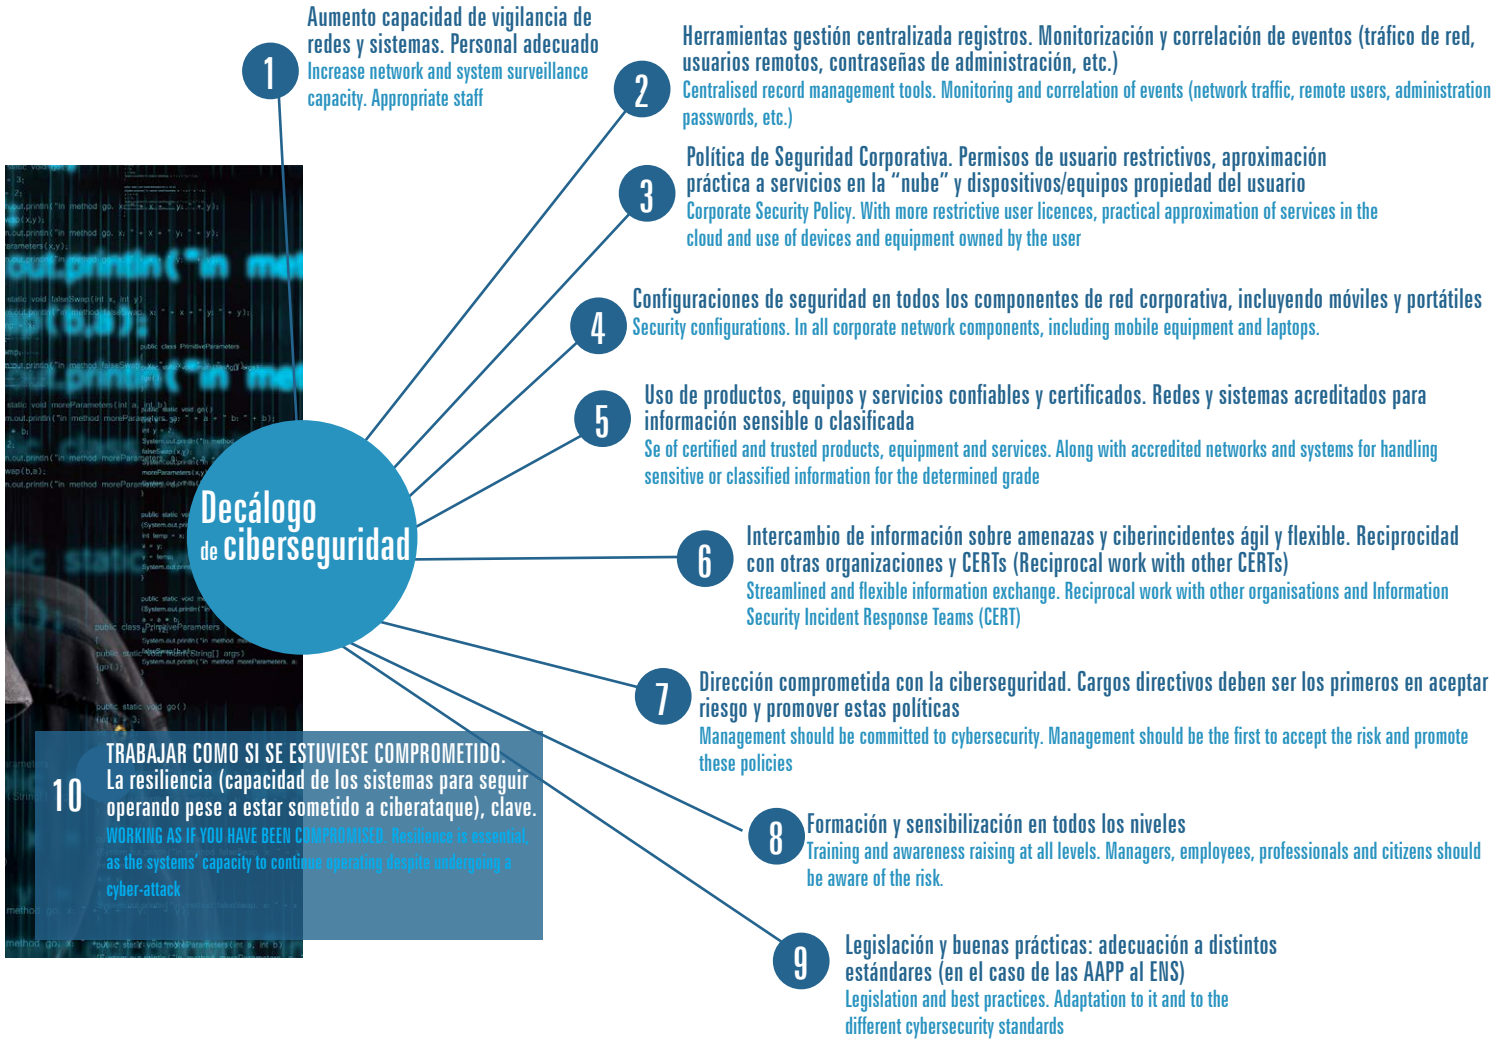 1
Aumento capacidad de vigilancia de
redes y sistemas. Personal adecuado
Increase network and system surveillance
capacity. Appropriate staff
2
Herramientas gestión centralizada registros. Monitorización y correlación de eventos (tráfico de red,
usuarios remotos, contraseñas de administración, etc.)
Centralised record management tools. Monitoring and correlation of events (network traffic, remote users, administration
passwords, etc.)
3
Política de Seguridad Corporativa. Permisos de usuario restrictivos, aproximación
práctica a servicios en la “nube” y dispositivos/equipos propiedad del usuario
Corporate Security Policy. With more restrictive user licences, practical approximation of services in the
cloud and use of devices and equipment owned by the user
4
Configuraciones de seguridad en todos los componentes de red corporativa, incluyendo móviles y portátiles
Security configurations. In all corporate network components, including mobile equipment and laptops.
5
Uso de productos, equipos y servicios confiables y certificados. Redes y sistemas acreditados para
información sensible o clasificada
Se of certified and trusted products, equipment and services. Along with accredited networks and systems for handling
sensitive or classified information for the determined grade
Decálogo
de ciberseguridad
6
Intercambio de información sobre amenazas y ciberincidentes ágil y flexible. Reciprocidad
con otras organizaciones y CERTs (Reciprocal work with other CERTs)
Streamlined and flexible information exchange. Reciprocal work with other organisations and Information
Security Incident Response Teams (CERT)
7
Dirección comprometida con la ciberseguridad. Cargos directivos deben ser los primeros en aceptar
riesgo y promover estas políticas
Management should be committed to cybersecurity. Management should be the first to accept the risk and promote
these policies
8
Formación y sensibilización en todos los niveles
Training and awareness raising at all levels. Managers, employees, professionals and citizens should
be aware of the risk.
9
Legislación y buenas prácticas: adecuación a distintos
estándares (en el caso de las AAPP al ENS)
Legislation and best practices. Adaptation to it and to the
different cybersecurity standards
10
TRABAJAR COMO SI SE ESTUVIESE COMPROMETIDO.
La resiliencia (capacidad de los sistemas para seguir
operando pese a estar sometido a ciberataque), clave.
WORKING AS IF YOU HAVE BEEN COMPROMISED. Resilience is essential,
as the systems’ capacity to continue operating despite undergoing a
cyber-attack